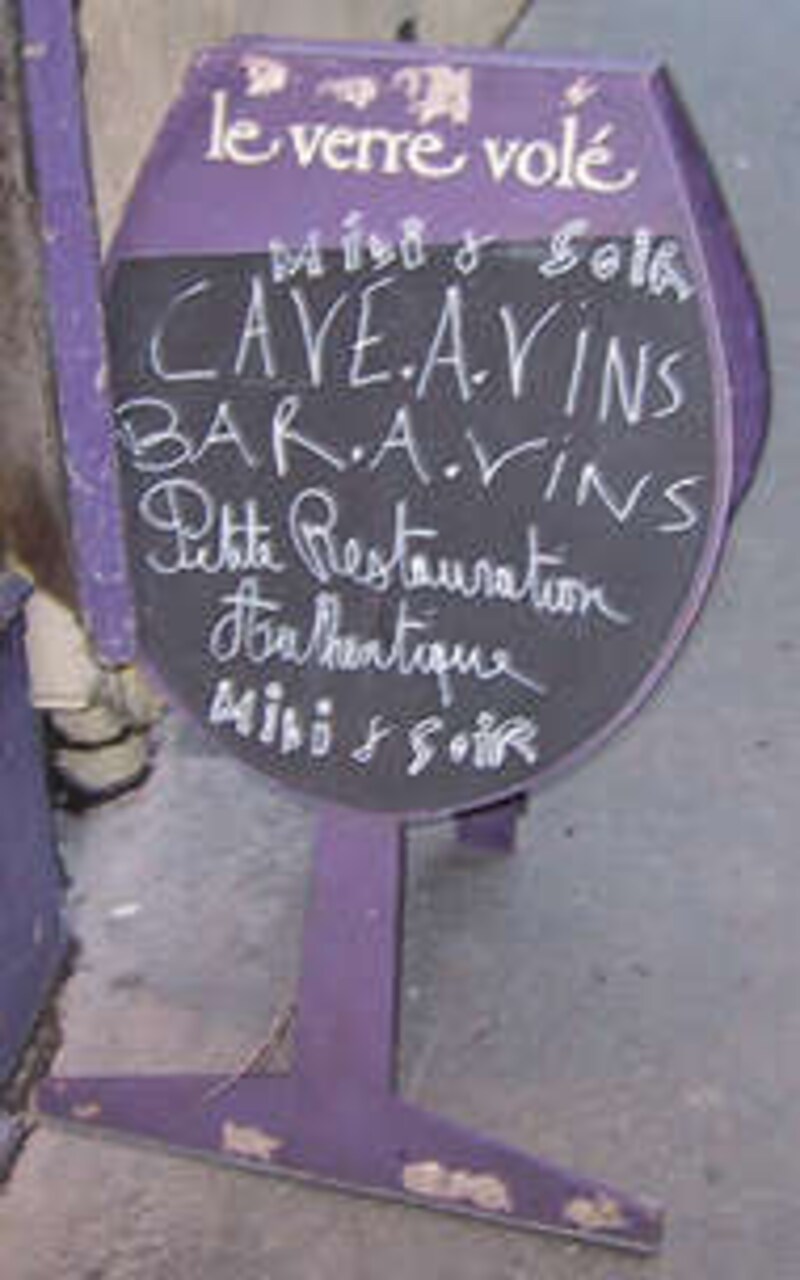 le verre volé
Midi & SOIR
CAVE.A.ViNS
BAR.A.ViNS
Petite Restauration
Authentique
Midi & SOiR